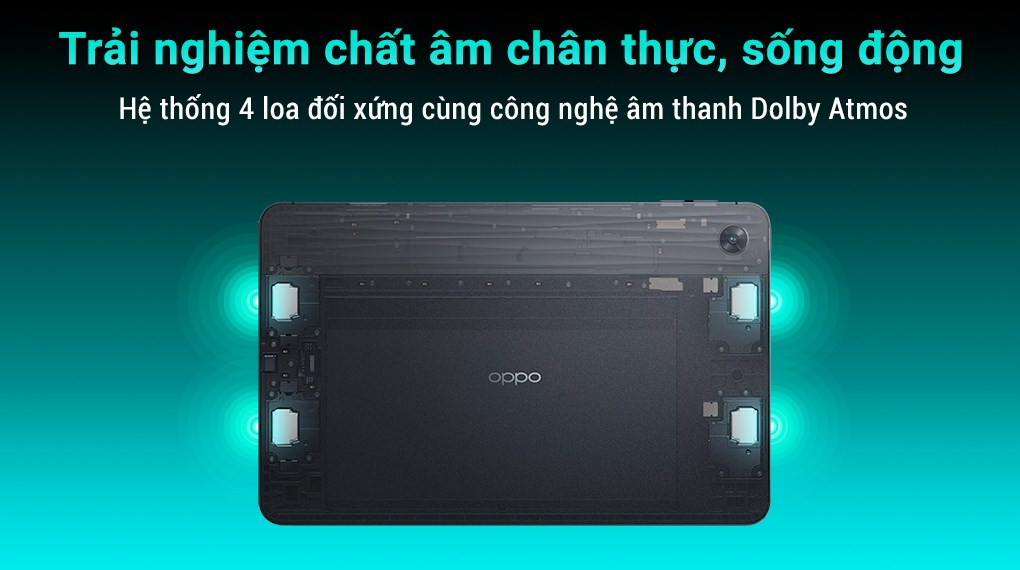 Trải nghiệm chất âm chân thực, sống động
Hệ thống 4 loa đối xứng cùng công nghệ âm thanh Dolby Atmos
oppo